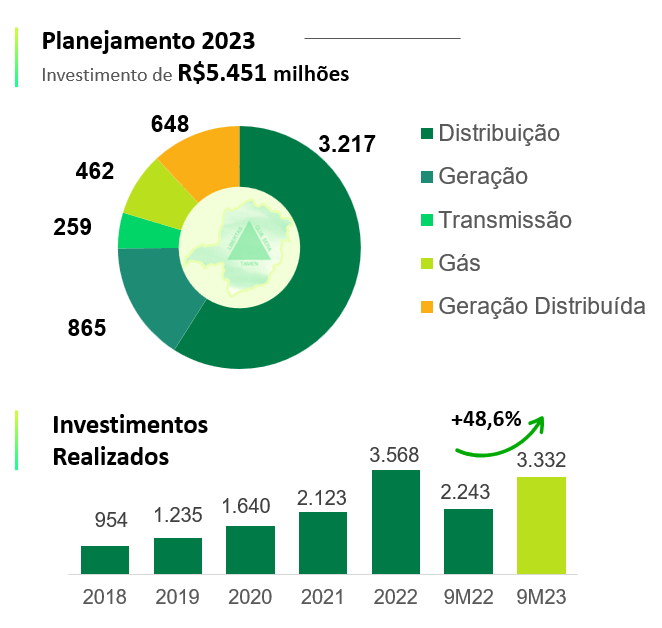 Planejamento 2023
Investimento de R$5.451 milhões
648
3.217
462
259
865
Distribuição
Geração
Transmissão
Gás
Geração Distribuída
Investimentos
Realizados
+48,6%
954
1.235
1.640
2.123
3.568
2.243
3.332
2018
2019
2020
2021
2022
9M22
9M23